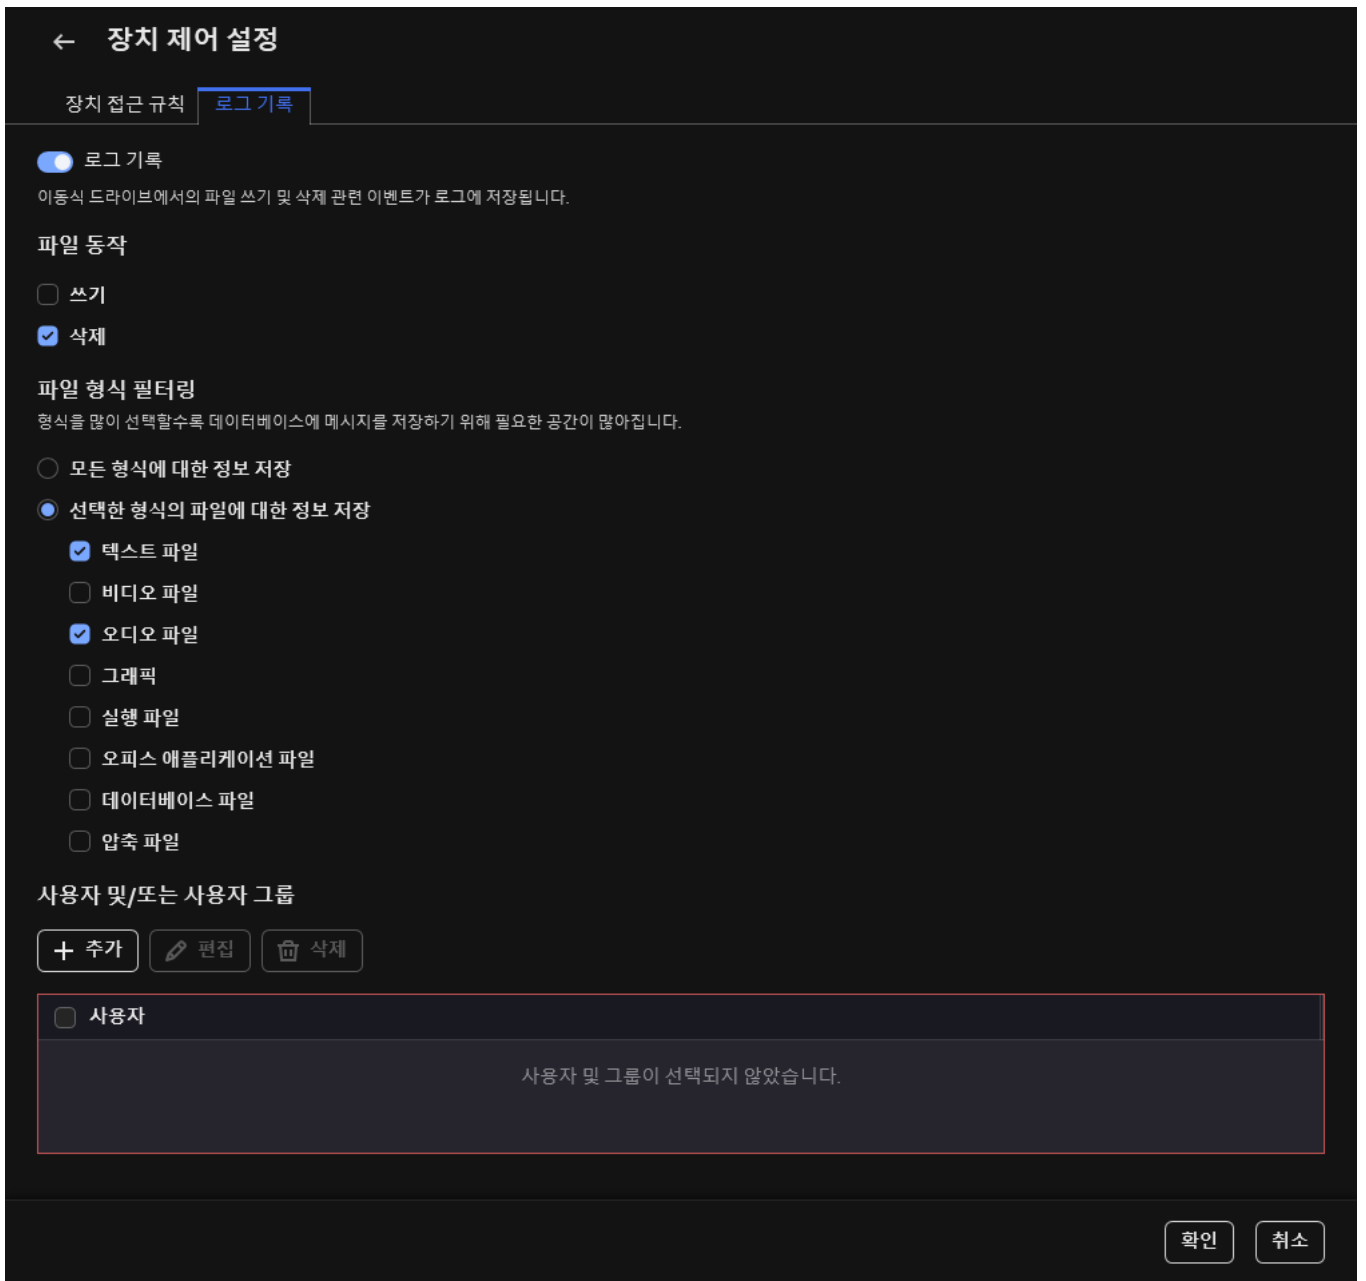 장치 제어 설정
장치 접근 규칙 로그 기록
로그 기록
이동식 드라이브에서의 파일 쓰기 및 삭제 관련 이벤트가 로그에 저장됩니다.
파일 동작
쓰기
삭제
파일 형식 필터링
형식을 많이 선택할수록 데이터베이스에 메시지를 저장하기 위해 필요한 공간이 많아집니다.
모든 형식에 대한 정보 저장
선택한 형식의 파일에 대한 정보 저장
텍스트 파일
비디오 파일
오디오 파일
그래픽
실행 파일
오피스 애플리케이션 파일
데이터베이스 파일
압축 파일
사용자 및/또는 사용자 그룹
추가 편집 삭제
사용자
사용자 및 그룹이 선택되지 않았습니다.
확인 취소